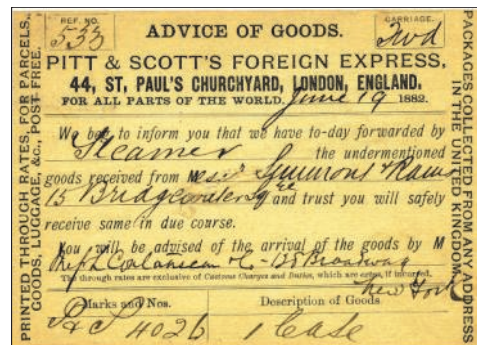 REF. NO.
533
ADVICE OF GOODS.
CARRIAGE.
Fwd
PITT & SCOTT'S FOREIGN EXPRESS,
44, ST. PAUL'S CHURCHYARD, LONDON, ENGLAND.
FOR ALL PARTS OF THE WORLD. June 19 1882.
We beg to inform you that we have to-day forwarded by
Steamer the undermentioned
goods received from Messrs Symmons &
15 Bridgewater Sqre and trust you will safely
receive same in due course.
You will be advised of the arrival of the goods by M
Broadway
The through rates are exclusive of Customs Charges and Duties, which are extra, if incurred.
New York
Marks and Nos. Description of Goods
P&S 4026 1 Case
PRINTED THROUGH RATES, FOR PARCELS,
GOODS, LUGGAGE, &c., POST FREE.
PACKAGES COLLECTED FROM ANY ADDRESS
IN THE UNITED KINGDOM.